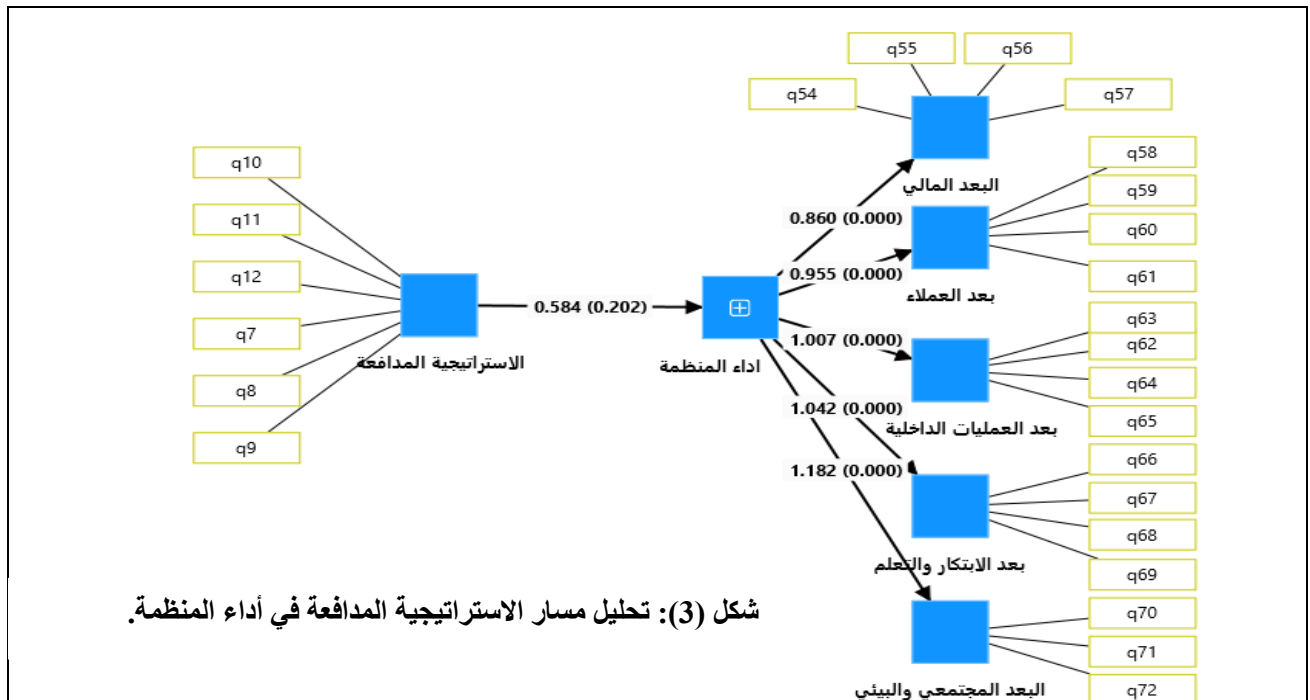 q55
q56
q54
q57
البعد المالي
q58
q59
q60
q61
بعد العملاء
0.860 (0.000)
0.955 (0.000)
q10
q11
q12
q7
q8
q9
الاستراتيجية المدافعة
0.584 (0.202)
اداء المنظمة
1.007 (0.000)
1.042 (0.000)
1.182 (0.000)
q63
q62
q64
q65
بعد العمليات الداخلية
q66
q67
q68
q69
بعد الابتكار والتعلم
q70
q71
q72
البعد المجتمعي والبيئي
شكل (3): تحليل مسار الاستراتيجية المدافعة في أداء المنظمة.